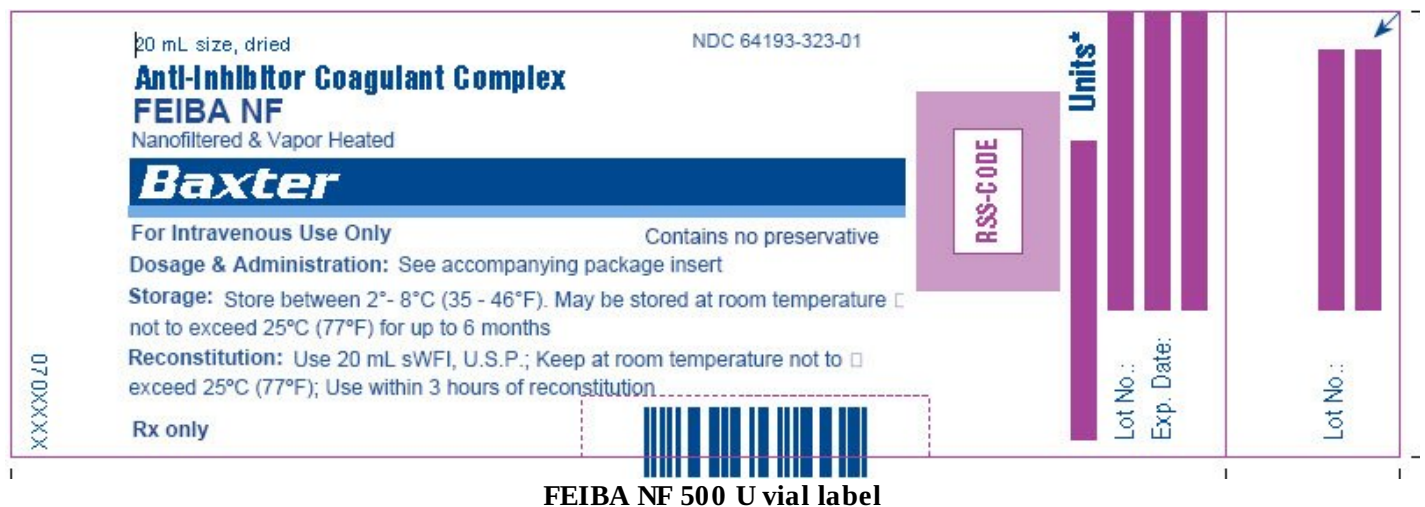 20 mL size, dried
NDC 64193-323-01
Anti-Inhibitor Coagulant Complex
FEIBA NF
Nanofiltered & Vapor Heated
Baxter
For Intravenous Use Only
Contains no preservative
Dosage & Administration: See accompanying package insert
Storage: Store between 2°- 8°C (35 - 46°F). May be stored at room temperature □
not to exceed 25ºC (77ºF) for up to 6 months
Reconstitution: Use 20 mL sWFI, U.S.P.; Keep at room temperature not to □
exceed 25ºC (77ºF); Use within 3 hours of reconstitution
Rx only
070XXXX
RSS-CODE
Units*
Lot No.:
Exp. Date:
Lot No.:
FEIBA NF 500 U vial label